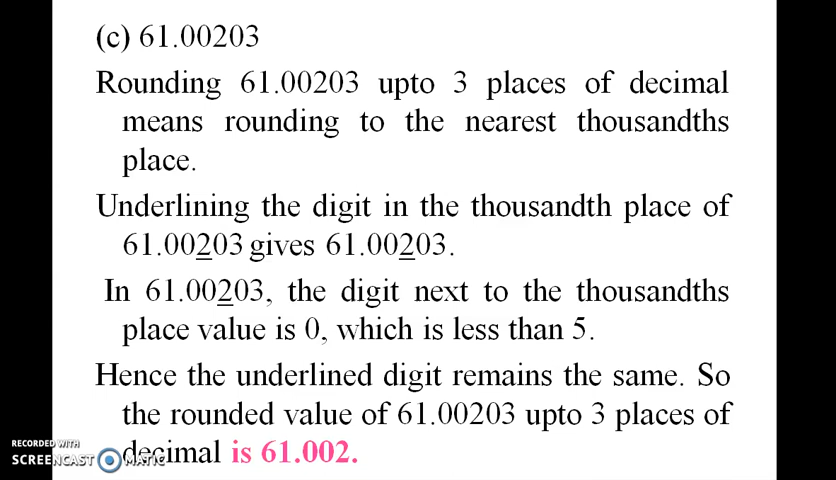 (c) 61.00203
Rounding 61.00203 upto 3 places of decimal
means rounding to the nearest thousandths
place.
Underlining the digit in the thousandth place of
61.00203 gives 61.00203.
In 61.00203, the digit next to the thousandths
place value is 0, which is less than 5.
Hence the underlined digit remains the same. So
the rounded value of 61.00203 upto 3 places of
decimal is 61.002.
RECORDED WITH
SCREENCAST MATIC